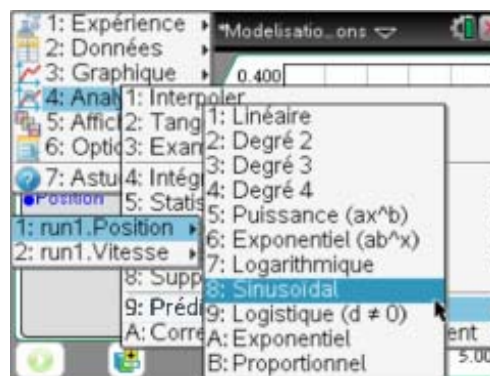 1: Expérience
2: Données
3: Graphique
4: Anal
5: Affic
6: Optic
7: Astu
*Modelisatio...ons
0.400
1: Interpoler
2: Tang
3: Exan
4: Intég
5: Statis
8: Supp
9: Prédi
A: Corre
ent
Position
1: run1.Position
2: run1.Vitesse
1: Linéaire
2: Degré 2
3: Degré 3
4: Degré 4
5: Puissance (ax^b)
6: Exponentiel (ab^x)
7: Logarithmique
8: Sinusoïdal
9: Logistique (d ≠ 0)
A: Exponentiel
B: Proportionnel
5.00